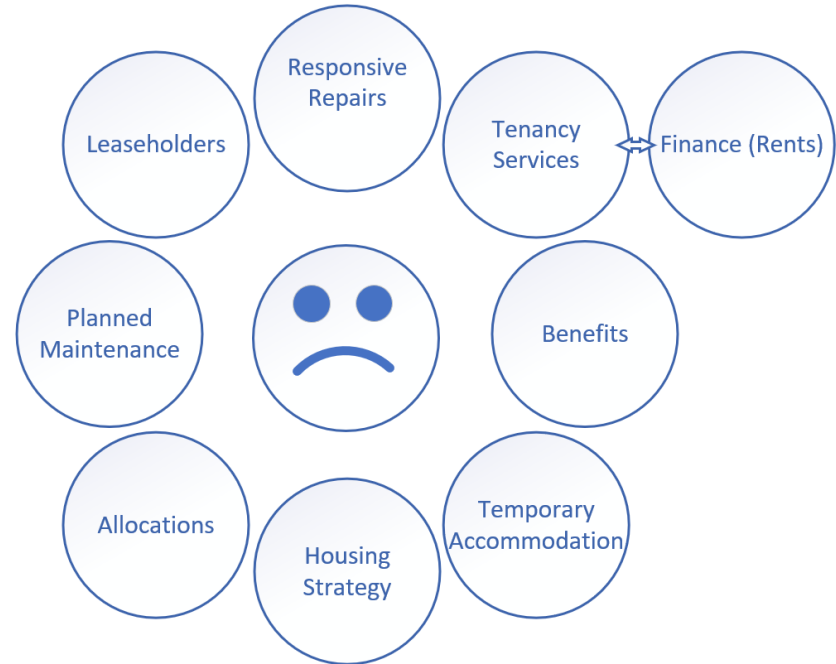 Responsive
Repairs
Leaseholders
Tenancy
Services
Finance (Rents)
Planned
Maintenance
Benefits
Allocations
Temporary
Accommodation
Housing
Strategy